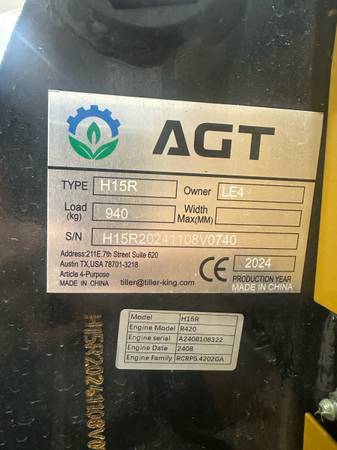 AGT
TYPE H15R Owner LE4
Load (kg) 940 Width Max(MM)
S/N H15R20241108V0740
Address:211E.7th Street Suite 620
Austin TX,USA 78701-3218
Article 4-Purpose
MADE IN CHINA tiller@tiller-king.com
CE 2024
PRODUCTION YEAR
MADE IN CHINA
Model H15R
Engine Model R420
Engine serial A2408108322
Engine Date 2408
Engine Family RCRPS.4202GA
H15R20241108V0